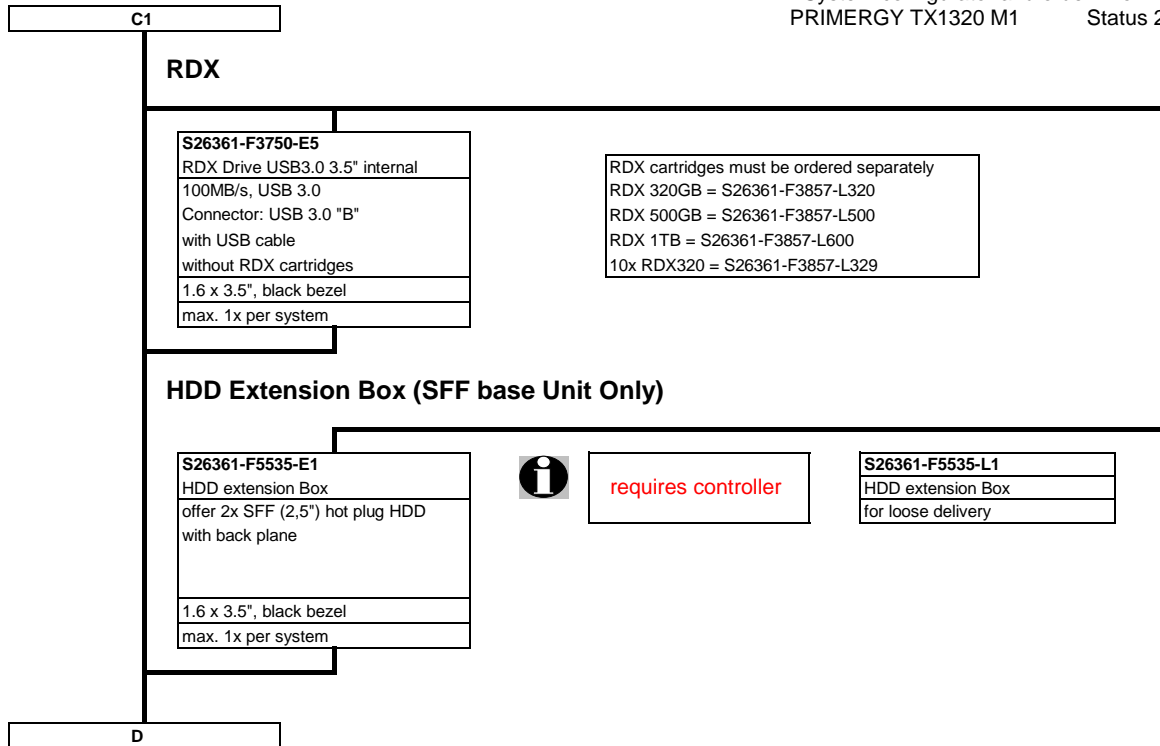 C1
PRIMERGY TX1320 M1 Status 2
RDX
S26361-F3750-E5
RDX Drive USB3.0 3.5" internal
100MB/s, USB 3.0
Connector: USB 3.0 "B"
with USB cable
without RDX cartridges
1.6 x 3.5", black bezel
max. 1x per system
RDX cartridges must be ordered separately
RDX 320GB = S26361-F3857-L320
RDX 500GB = S26361-F3857-L500
RDX 1TB = S26361-F3857-L600
10x RDX320 = S26361-F3857-L329
HDD Extension Box (SFF base Unit Only)
S26361-F5535-E1
HDD extension Box
offer 2x SFF (2,5") hot plug HDD
with back plane
1.6 x 3.5", black bezel
max. 1x per system
requires controller
S26361-F5535-L1
HDD extension Box
for loose delivery
D